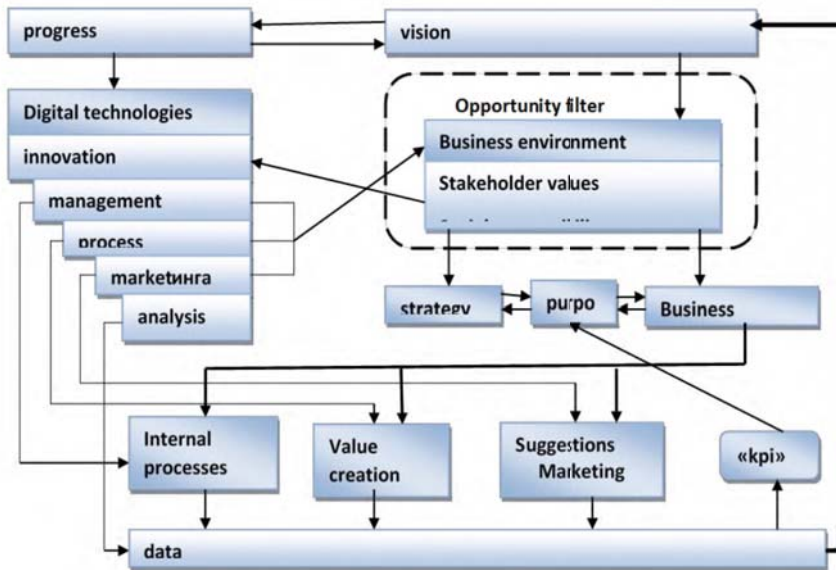 progress
vision
Digital technologies
innovation
management
process
marketинга
analysis
Opportunity filter
Business environment
Stakeholder values
strategy
purpo
Business
Internal
processes
Value
creation
Suggestions
Marketing
«kpi»
data